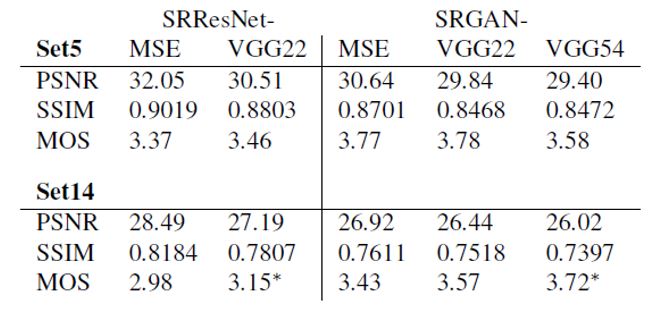 SRResNet- SRGAN-
Set5 MSE VGG22 MSE VGG22 VGG54
PSNR 32.05 30.51 30.64 29.84 29.40
SSIM 0.9019 0.8803 0.8701 0.8468 0.8472
MOS 3.37 3.46 3.77 3.78 3.58
Set14
PSNR 28.49 27.19 26.92 26.44 26.02
SSIM 0.8184 0.7807 0.7611 0.7518 0.7397
MOS 2.98 3.15* 3.43 3.57 3.72*